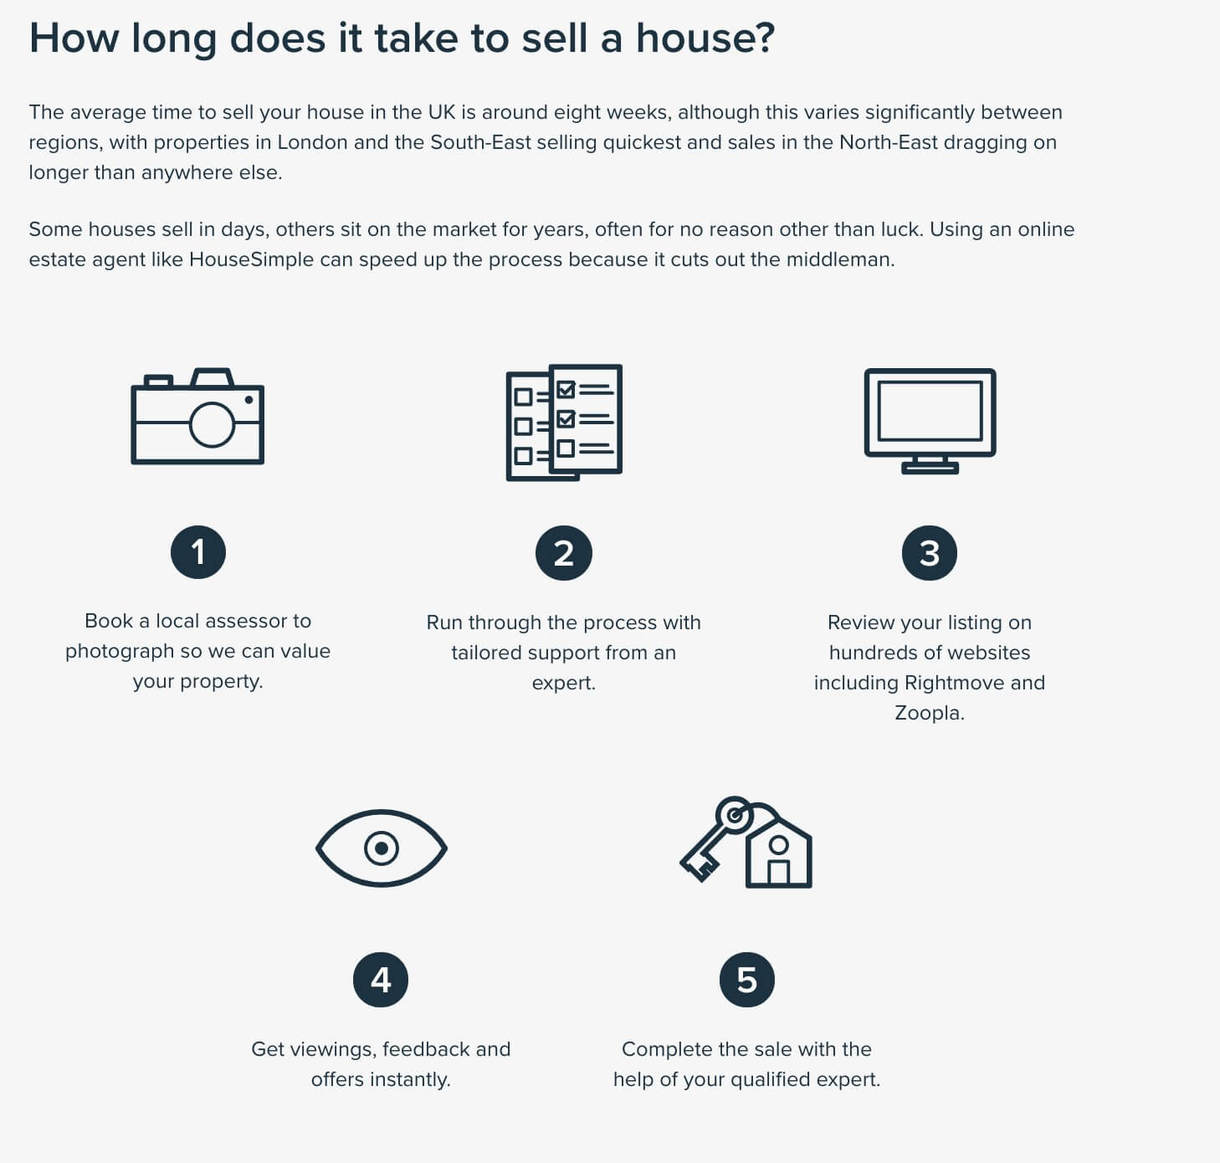 How long does it take to sell a house?
The average time to sell your house in the UK is around eight weeks, although this varies significantly between
regions, with properties in London and the South-East selling quickest and sales in the North-East dragging on
longer than anywhere else.
Some houses sell in days, others sit on the market for years, often for no reason other than luck. Using an online
estate agent like HouseSimple can speed up the process because it cuts out the middleman.
1
Book a local assessor to
photograph so we can value
your property.
2
Run through the process with
tailored support from an
expert.
3
Review your listing on
hundreds of websites
including Rightmove and
Zoopla.
4
Get viewings, feedback and
offers instantly.
5
Complete the sale with the
help of your qualified expert.